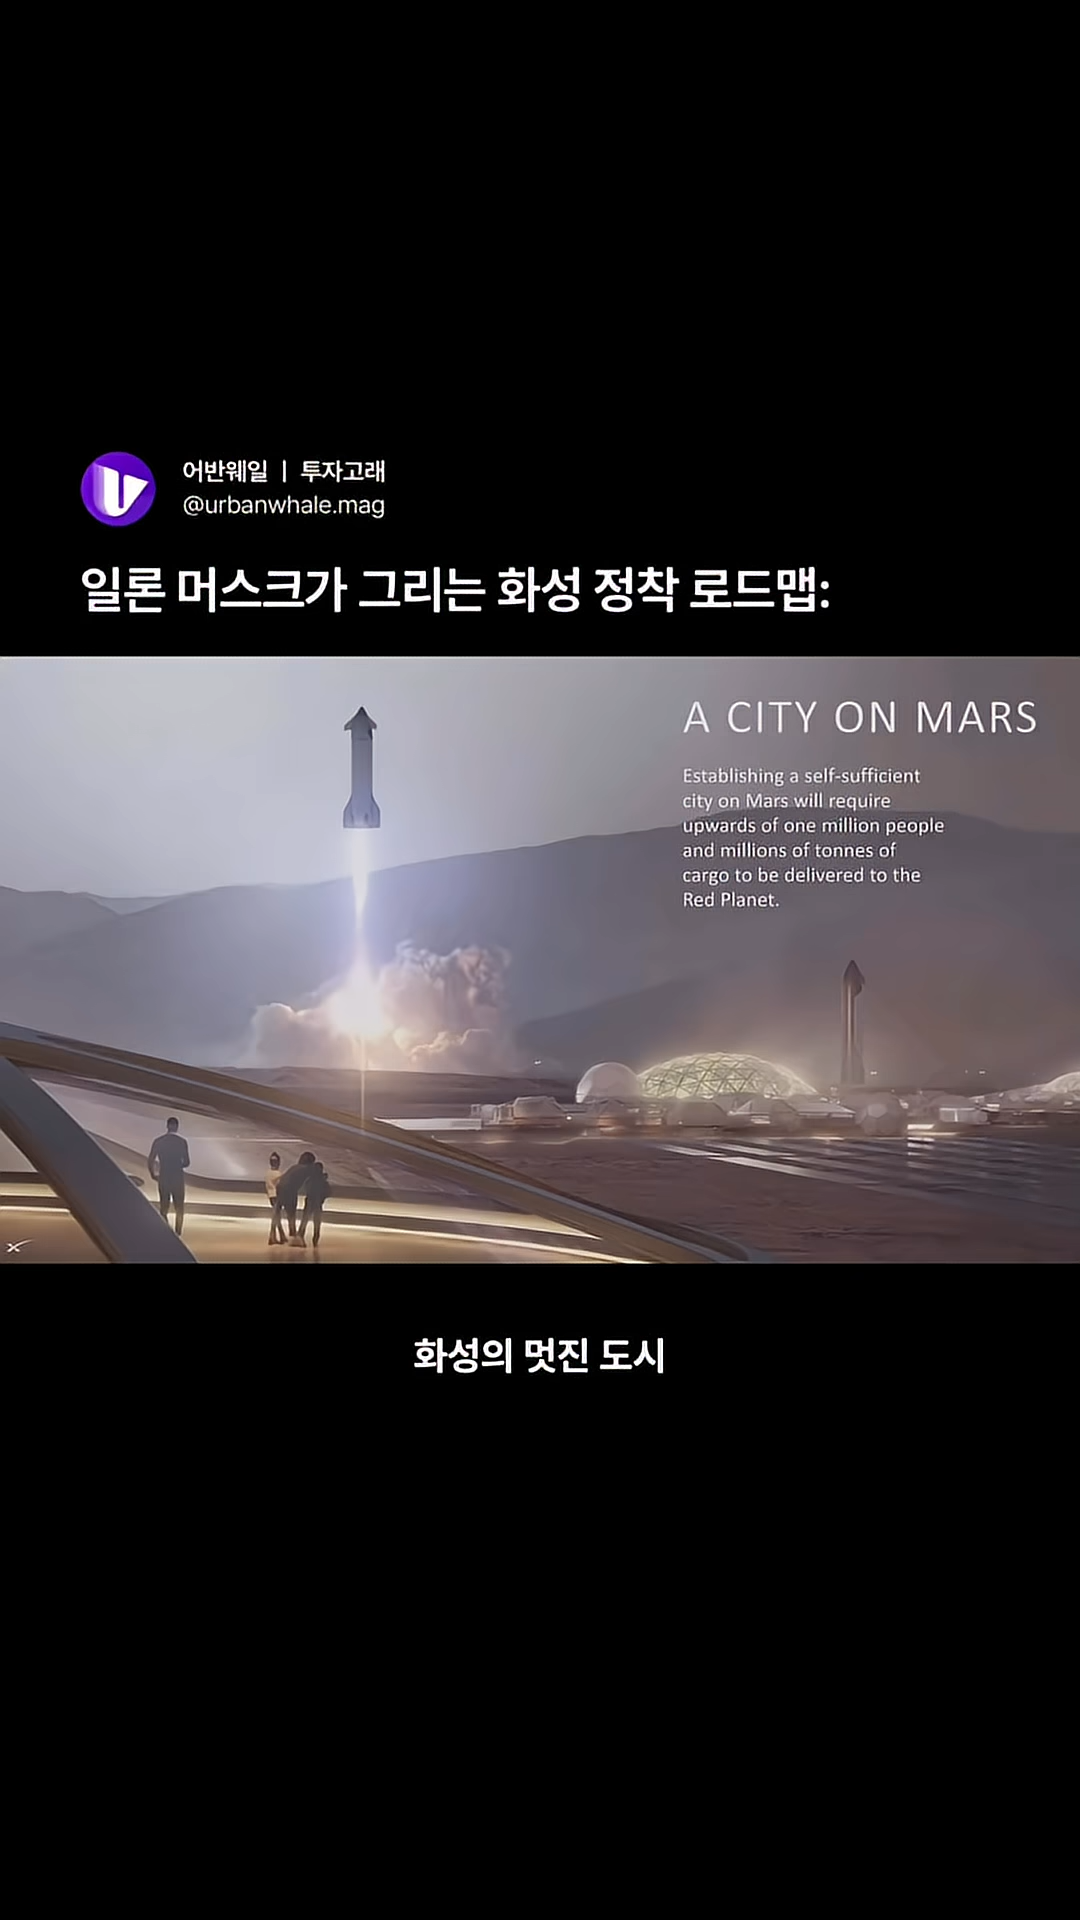 어반웨일 | 투자고래
@urbanwhale.mag
일론 머스크가 그리는 화성 정착 로드맵:
A CITY ON MARS
Establishing a self-sufficient
city on Mars will require
upwards of one million people
and millions of tonnes of
cargo to be delivered to the
Red Planet.
화성의 멋진 도시